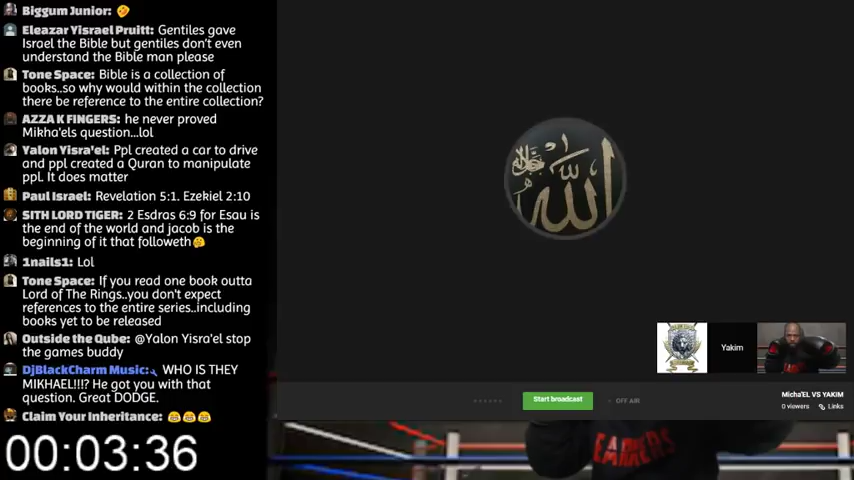 Biggum Junior: 🤣
Eleazar Yisrael Pruitt: Gentiles gave
Israel the Bible but gentiles don't even
understand the Bible man please
Tone Space: Bible is a collection of
books..so why would within the collection
there be reference to the entire collection?
AZZA K FINGERS: he never proved
Mikha'els question...lol
Yalon Yisra'el: Ppl created a car to drive
and ppl created a Quran to manipulate
ppl. It does matter
Paul Israel: Revelation 5:1. Ezekiel 2:10
SITH LORD TIGER: 2 Esdras 6:9 for Esau is
the end of the world and jacob is the
beginning of it that followeth🤔
1nails1: Lol
Tone Space: If you read one book outta
Lord of The Rings..you don't expect
references to the entire series..including
books yet to be released
Outside the Qube: @Yalon Yisra'el stop
the games buddy
DjBlackCharm Music: WHO IS THEY
MIKHAEL!!!? He got you with that
question. Great DODGE.
Claim Your Inheritance: 😂😂😂
00:03:36
الله
جل جلاله
Yakim
Start broadcast
OFF AIR
Micha'EL VS YAKIM
0 viewers Links